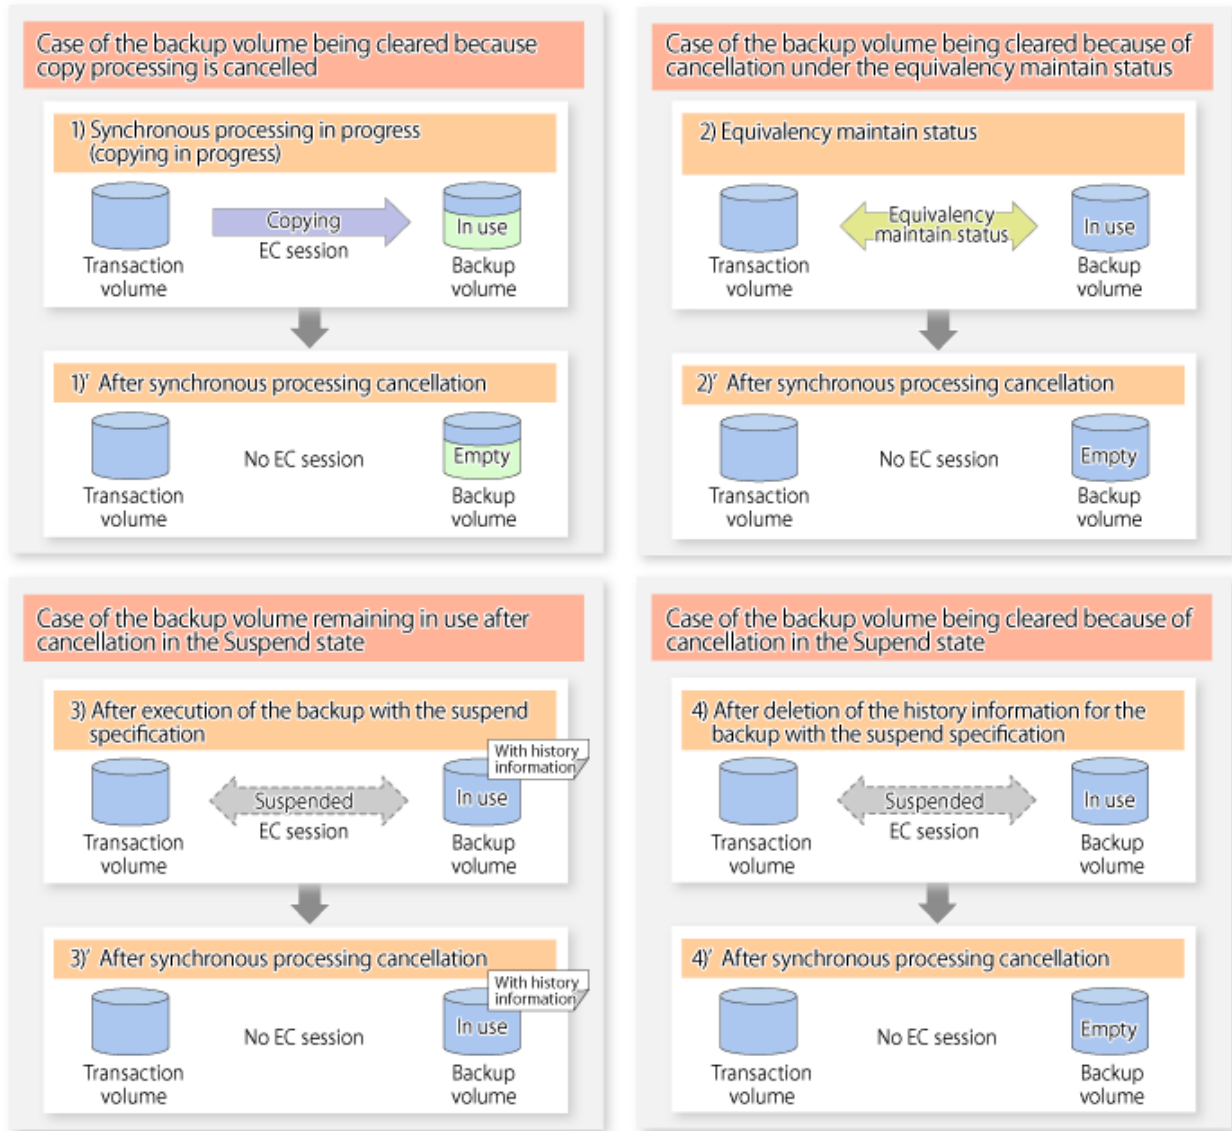 Case of the backup volume being cleared because
copy processing is cancelled
1) Synchronous processing in progress
(copying in progress)
Copying
EC session
In use
Transaction
volume
Backup
volume
1)' After synchronous processing cancellation
No EC session
Empty
Transaction
volume
Backup
volume
Case of the backup volume being cleared because of
cancellation under the equivalency maintain status
2) Equivalency maintain status
Equivalency
maintain status
In use
Transaction
volume
Backup
volume
2)' After synchronous processing cancellation
No EC session
Empty
Transaction
volume
Backup
volume
Case of the backup volume remaining in use after
cancellation in the Suspend state
3) After execution of the backup with the suspend
specification
With history
information
Suspended
EC session
In use
Transaction
volume
Backup
volume
3)' After synchronous processing cancellation
With history
information
No EC session
In use
Transaction
volume
Backup
volume
Case of the backup volume being cleared because of
cancellation in the Supend state
4) After deletion of the history information for the
backup with the suspend specification
Suspended
EC session
In use
Transaction
volume
Backup
volume
4)' After synchronous processing cancellation
No EC session
Empty
Transaction
volume
Backup
volume